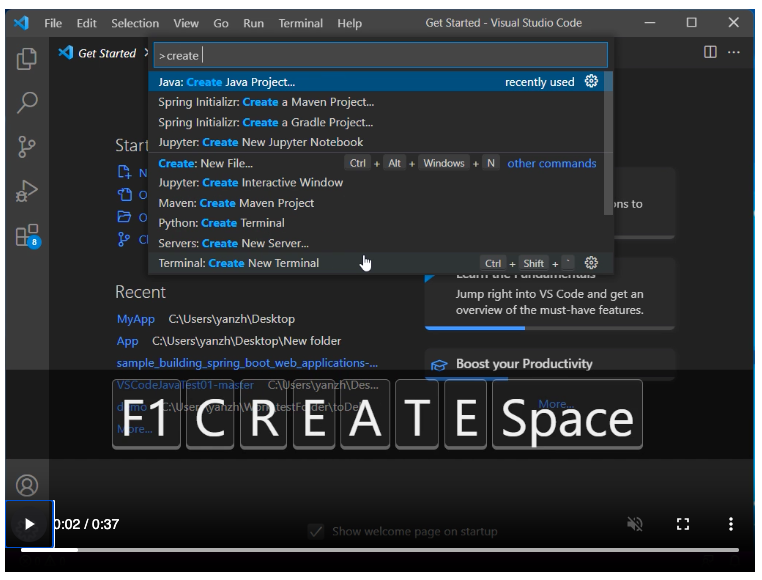 File Edit Selection View Go Run Terminal Help Get Started - Visual Studio Code
Get Started
>create
Java: Create Java Project... recently used
Spring Initializr: Create a Maven Project...
Spring Initializr: Create a Gradle Project...
Jupyter: Create New Jupyter Notebook
Create: New File... Ctrl + Alt + Windows + N other commands
Jupyter: Create Interactive Window
Maven: Create Maven Project
Python: Create Terminal
Servers: Create New Server...
Terminal: Create New Terminal Ctrl + Shift + `
Start
N
O
O
Cl
ns to
8
Learn the Fundamentals
Jump right into VS Code and get an
overview of the must-have features.
Boost your Productivity
More...
Recent
MyApp C:\Users\yanzh\Desktop
App C:\Users\yanzh\Desktop\New folder
sample_building_spring_boot_web_applications-...
VSCodeJavaTest01-master C:\Users\yanzh\Des...
demo C:\Users\yanzh\Work\testFolder\toDel
More...
F1 C R E A T E Space
0:02 / 0:37
Show welcome page on startup